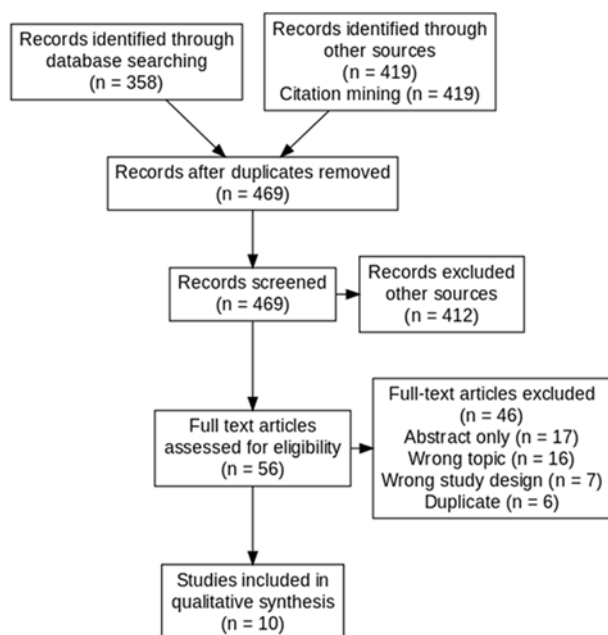 Records identified through
database searching
(n = 358)
Records identified through
other sources
(n = 419)
Citation mining (n = 419)
Records after duplicates removed
(n = 469)
Records screened
(n = 469)
Records excluded
other sources
(n = 412)
Full text articles
assessed for eligibility
(n = 56)
Full-text articles excluded
(n = 46)
Abstract only (n = 17)
Wrong topic (n = 16)
Wrong study design (n = 7)
Duplicate (n = 6)
Studies included in
qualitative synthesis
(n = 10)